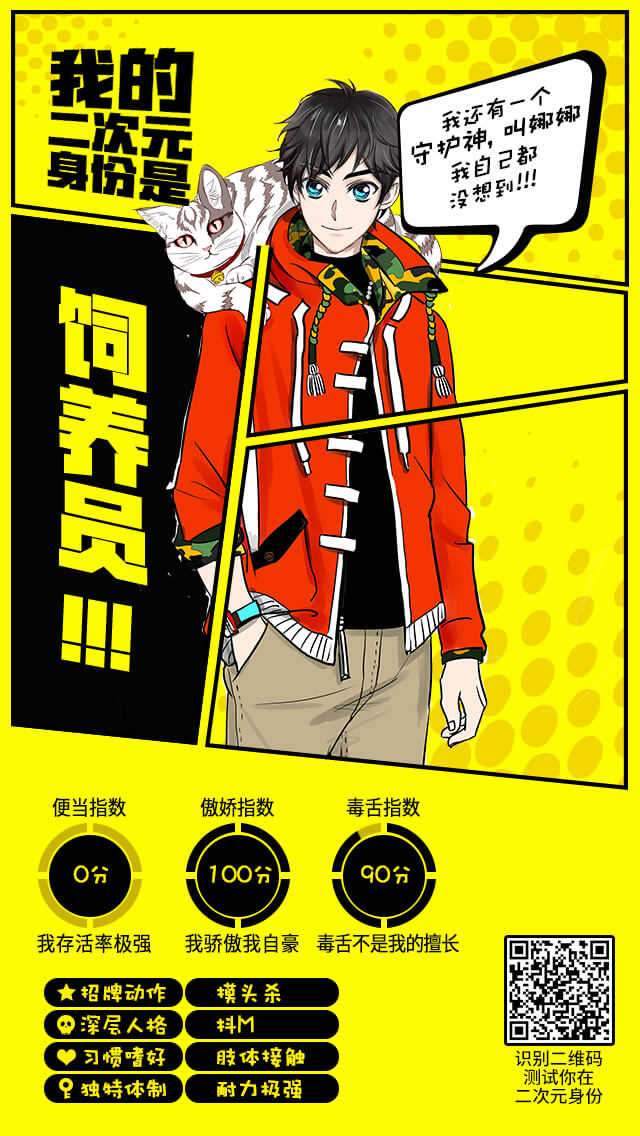 我的
二次元
身份是
我还有一个
守护神，叫娜娜
我自己都
没想到!!!
饲养员!!!
便当指数 傲娇指数 毒舌指数
0分 100分 90分
我存活率极强 我骄傲我自豪 毒舌不是我的擅长
招牌动作 摸头杀
深层人格 抖M
习惯嗜好 肢体接触
独特体制 耐力极强
识别二维码
测试你在
二次元身份